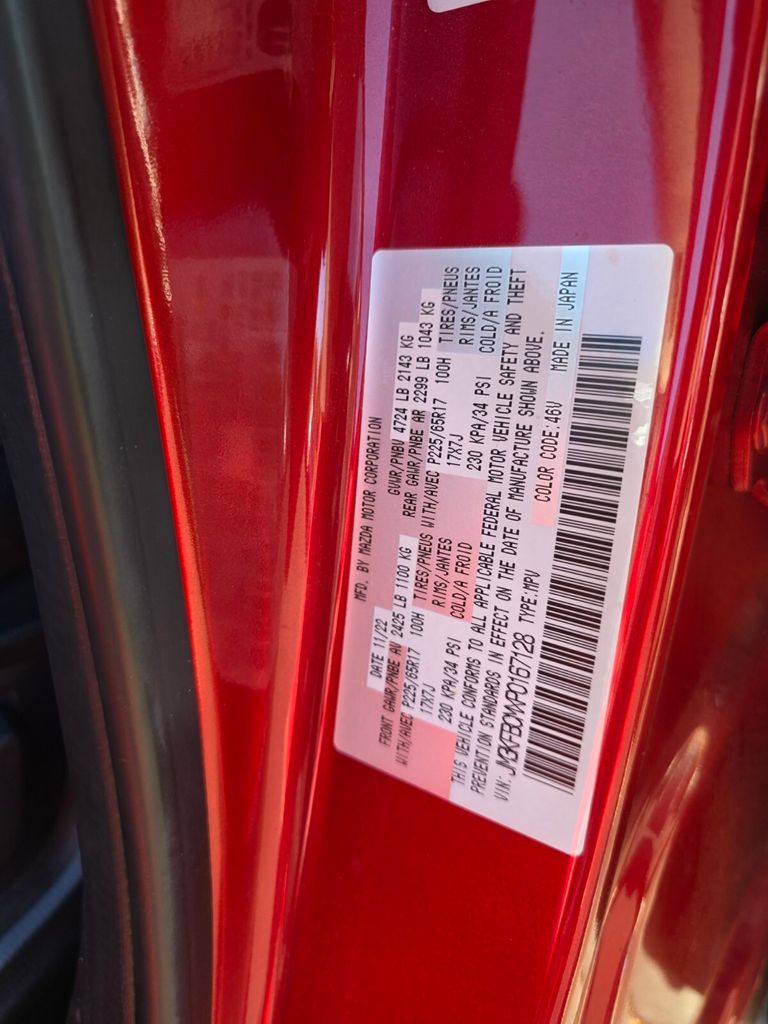 MFD. BY MAZDA MOTOR CORPORATION
DATE 11/22 GVWR/PNBV 4724 LB 2143 KG
FRONT GAWR/PNBE AV 2425 LB 1100 KG REAR GAWR/PNBE AR 2299 LB 1043 KG
WITH/AVEC P225/65R17 100H TIRES/PNEUS WITH/AVEC P225/65R17 100H TIRES/PNEUS
17X7J RIMS/JANTES 17X7J RIMS/JANTES
230 KPA/34 PSI COLD/A FROID 230 KPA/34 PSI COLD/A FROID
THIS VEHICLE CONFORMS TO ALL APPLICABLE FEDERAL MOTOR VEHICLE SAFETY AND THEFT
PREVENTION STANDARDS IN EFFECT ON THE DATE OF MANUFACTURE SHOWN ABOVE.
VIN: TYPE:MPV COLOR CODE:46V MADE IN JAPAN